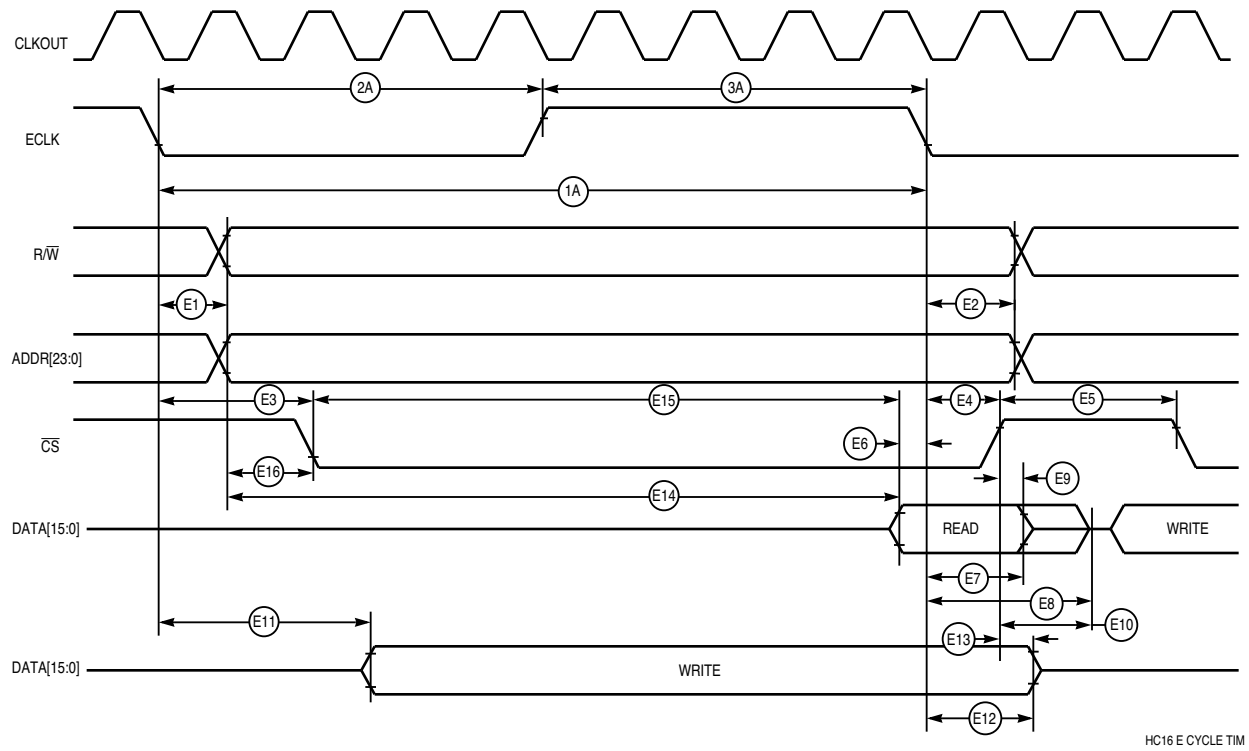 CLKOUT
2A
3A
ECLK
1A
R/W̅
E1
E2
ADDR[23:0]
E3
E15
E4
E5
C̅S̅
E6
E16
E9
E14
DATA[15:0]
READ
WRITE
E7
E8
E11
E10
E13
DATA[15:0]
WRITE
E12
HC16 E CYCLE TIM